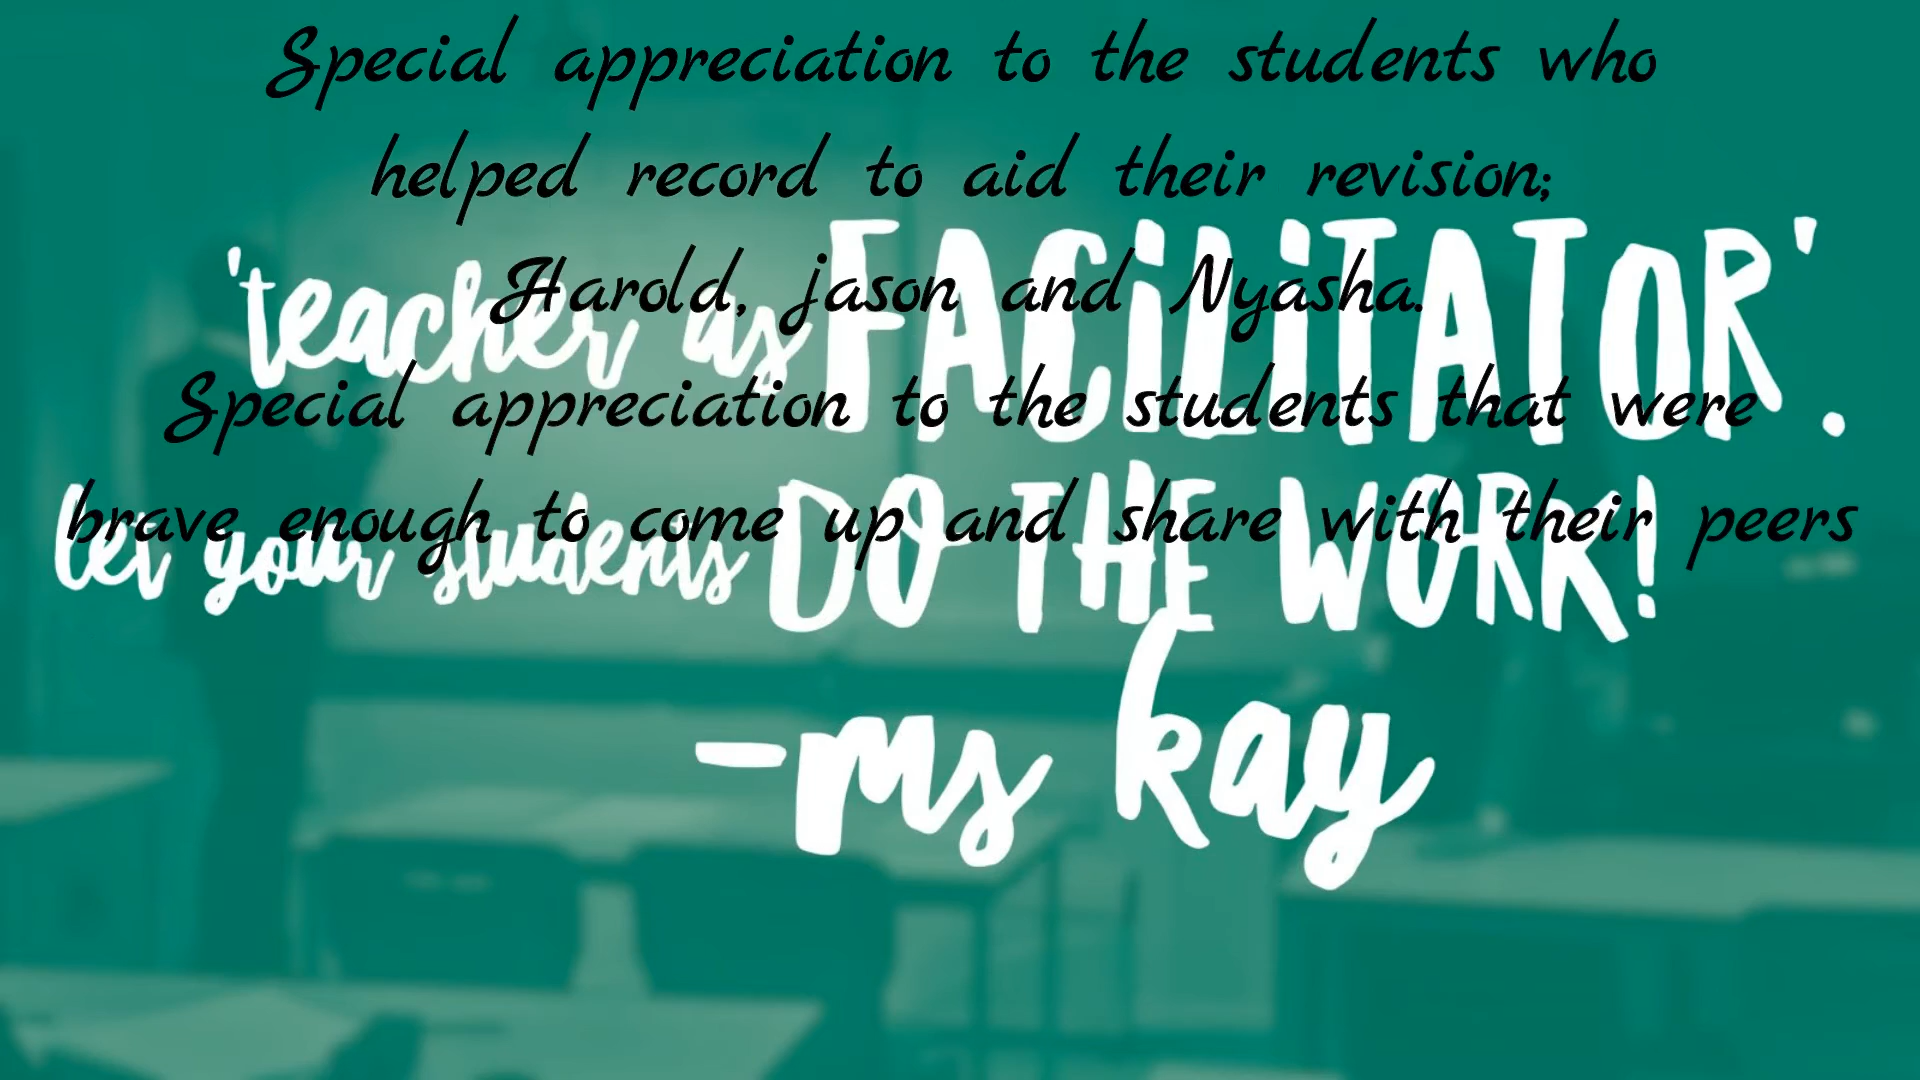 Special appreciation to the students who
helped record to aid their revision;
Harold, jason and Nyasha.
Special appreciation to the students that were
brave enough to come up and share with their peers
'teacher as FACiLiTATOR'.
let your students DO THE WORK!
-ms kay